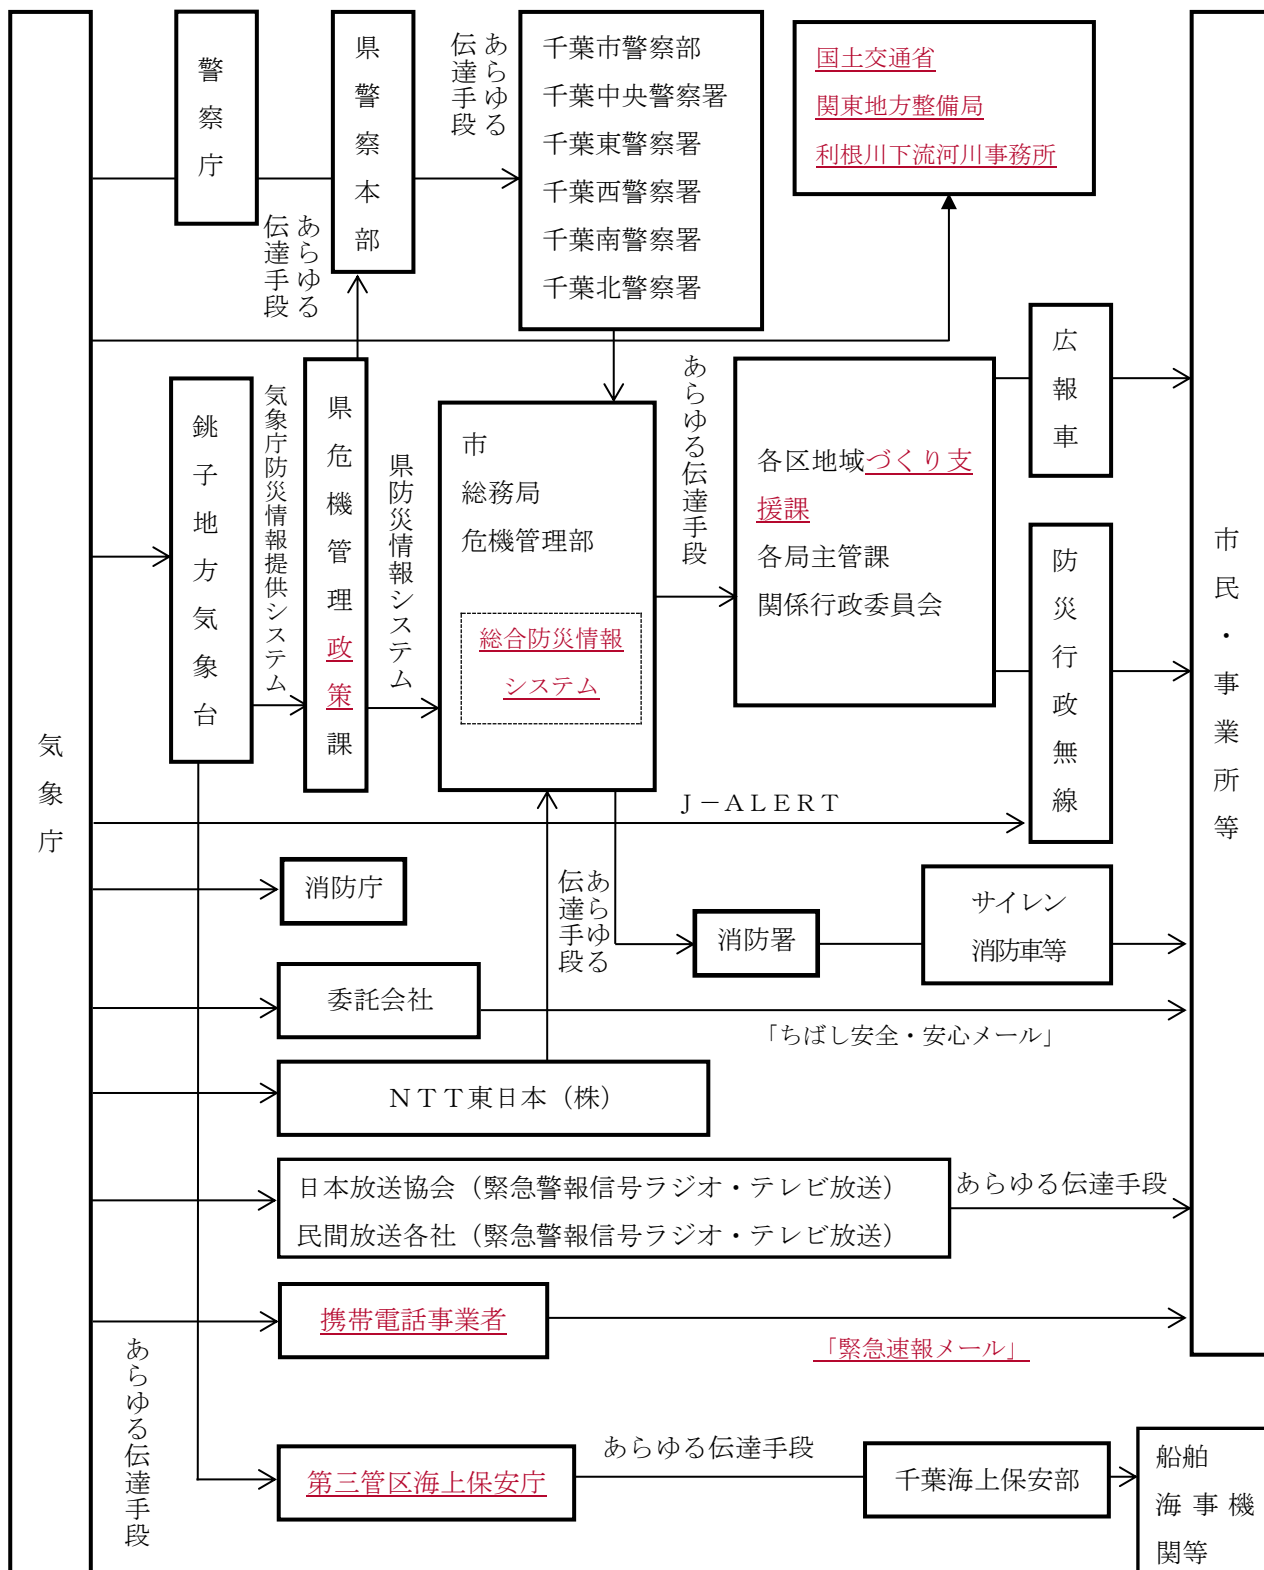 警察庁
県警察本部
あらゆる
伝達手段
千葉市警察部
千葉中央警察署
千葉東警察署
千葉西警察署
千葉南警察署
千葉北警察署
国土交通省
関東地方整備局
利根川下流河川事務所
あらゆる
伝達手段
気象庁
銚子地方気象台
気象庁防災情報提供システム
県危機管理政策課
県防災情報システム
市
総務局
危機管理部
総合防災情報
システム
あらゆる伝達手段
各区地域づくり支
援課
各局主管課
関係行政委員会
広報車
防災行政無線
市民・事業所等
J－ALERT
消防庁
あらゆる
伝達手段
消防署
サイレン
消防車等
委託会社
「ちばし安全・安心メール」
NTT東日本（株）
日本放送協会（緊急警報信号ラジオ・テレビ放送）
民間放送各社（緊急警報信号ラジオ・テレビ放送）
あらゆる伝達手段
携帯電話事業者
「緊急速報メール」
あらゆる伝達手段
第三管区海上保安庁
あらゆる伝達手段
千葉海上保安部
船舶
海事機
関等